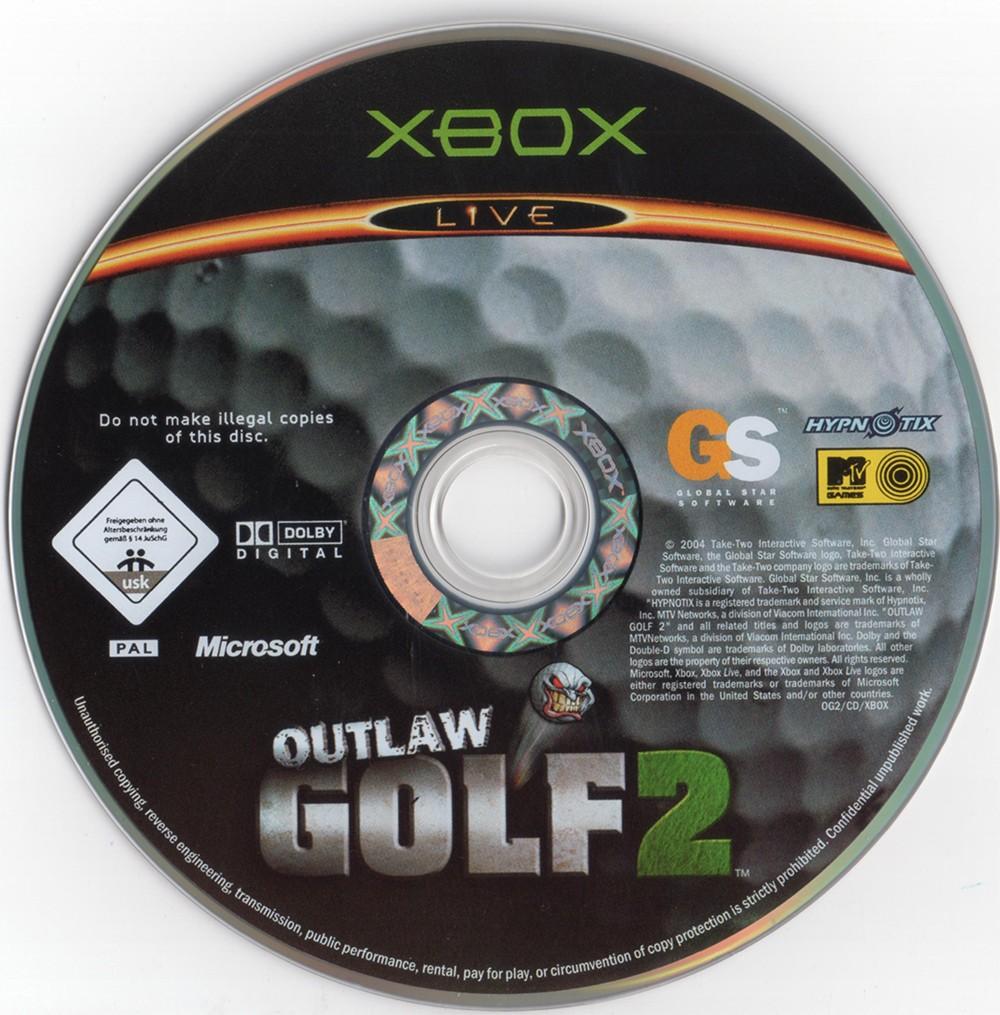 XBOX
LIVE
Do not make illegal copies
of this disc.
Freigegeben ohne
Altersbeschränkung
gemäß § 14 JuSchG
usk
DOLBY
DIGITAL
PAL
Microsoft
XBOX
GS™
GLOBAL STAR
SOFTWARE
HYPNOTIX
MTV
MUSIC TELEVISION
GAMES
© 2004 Take-Two Interactive Software, Inc. Global Star
Software, the Global Star Software logo, Take-Two Interactive
Software and the Take-Two company logo are trademarks of Take-
Two Interactive Software. Global Star Software, Inc. is a wholly
owned subsidiary of Take-Two Interactive Software, Inc.
"HYPNOTIX is a registered trademark and service mark of Hypnotix,
Inc. MTV Networks, a division of Viacom International Inc. "OUTLAW
GOLF 2" and all related titles and logos are trademarks of
MTVNetworks, a division of Viacom International Inc. Dolby and the
Double-D symbol are trademarks of Dolby laboratories. All other
logos are the property of their respective owners. All rights reserved.
Microsoft, Xbox, Xbox Live, and the Xbox and Xbox Live logos are
either registered trademarks or trademarks of Microsoft
Corporation in the United States and/or other countries.
OG2/CD/XBOX
OUTLAW
GOLF 2™
Unauthorised copying, reverse engineering, transmission, public performance, rental, pay for play, or circumvention of copy protection is strictly prohibited. Confidential unpublished work.